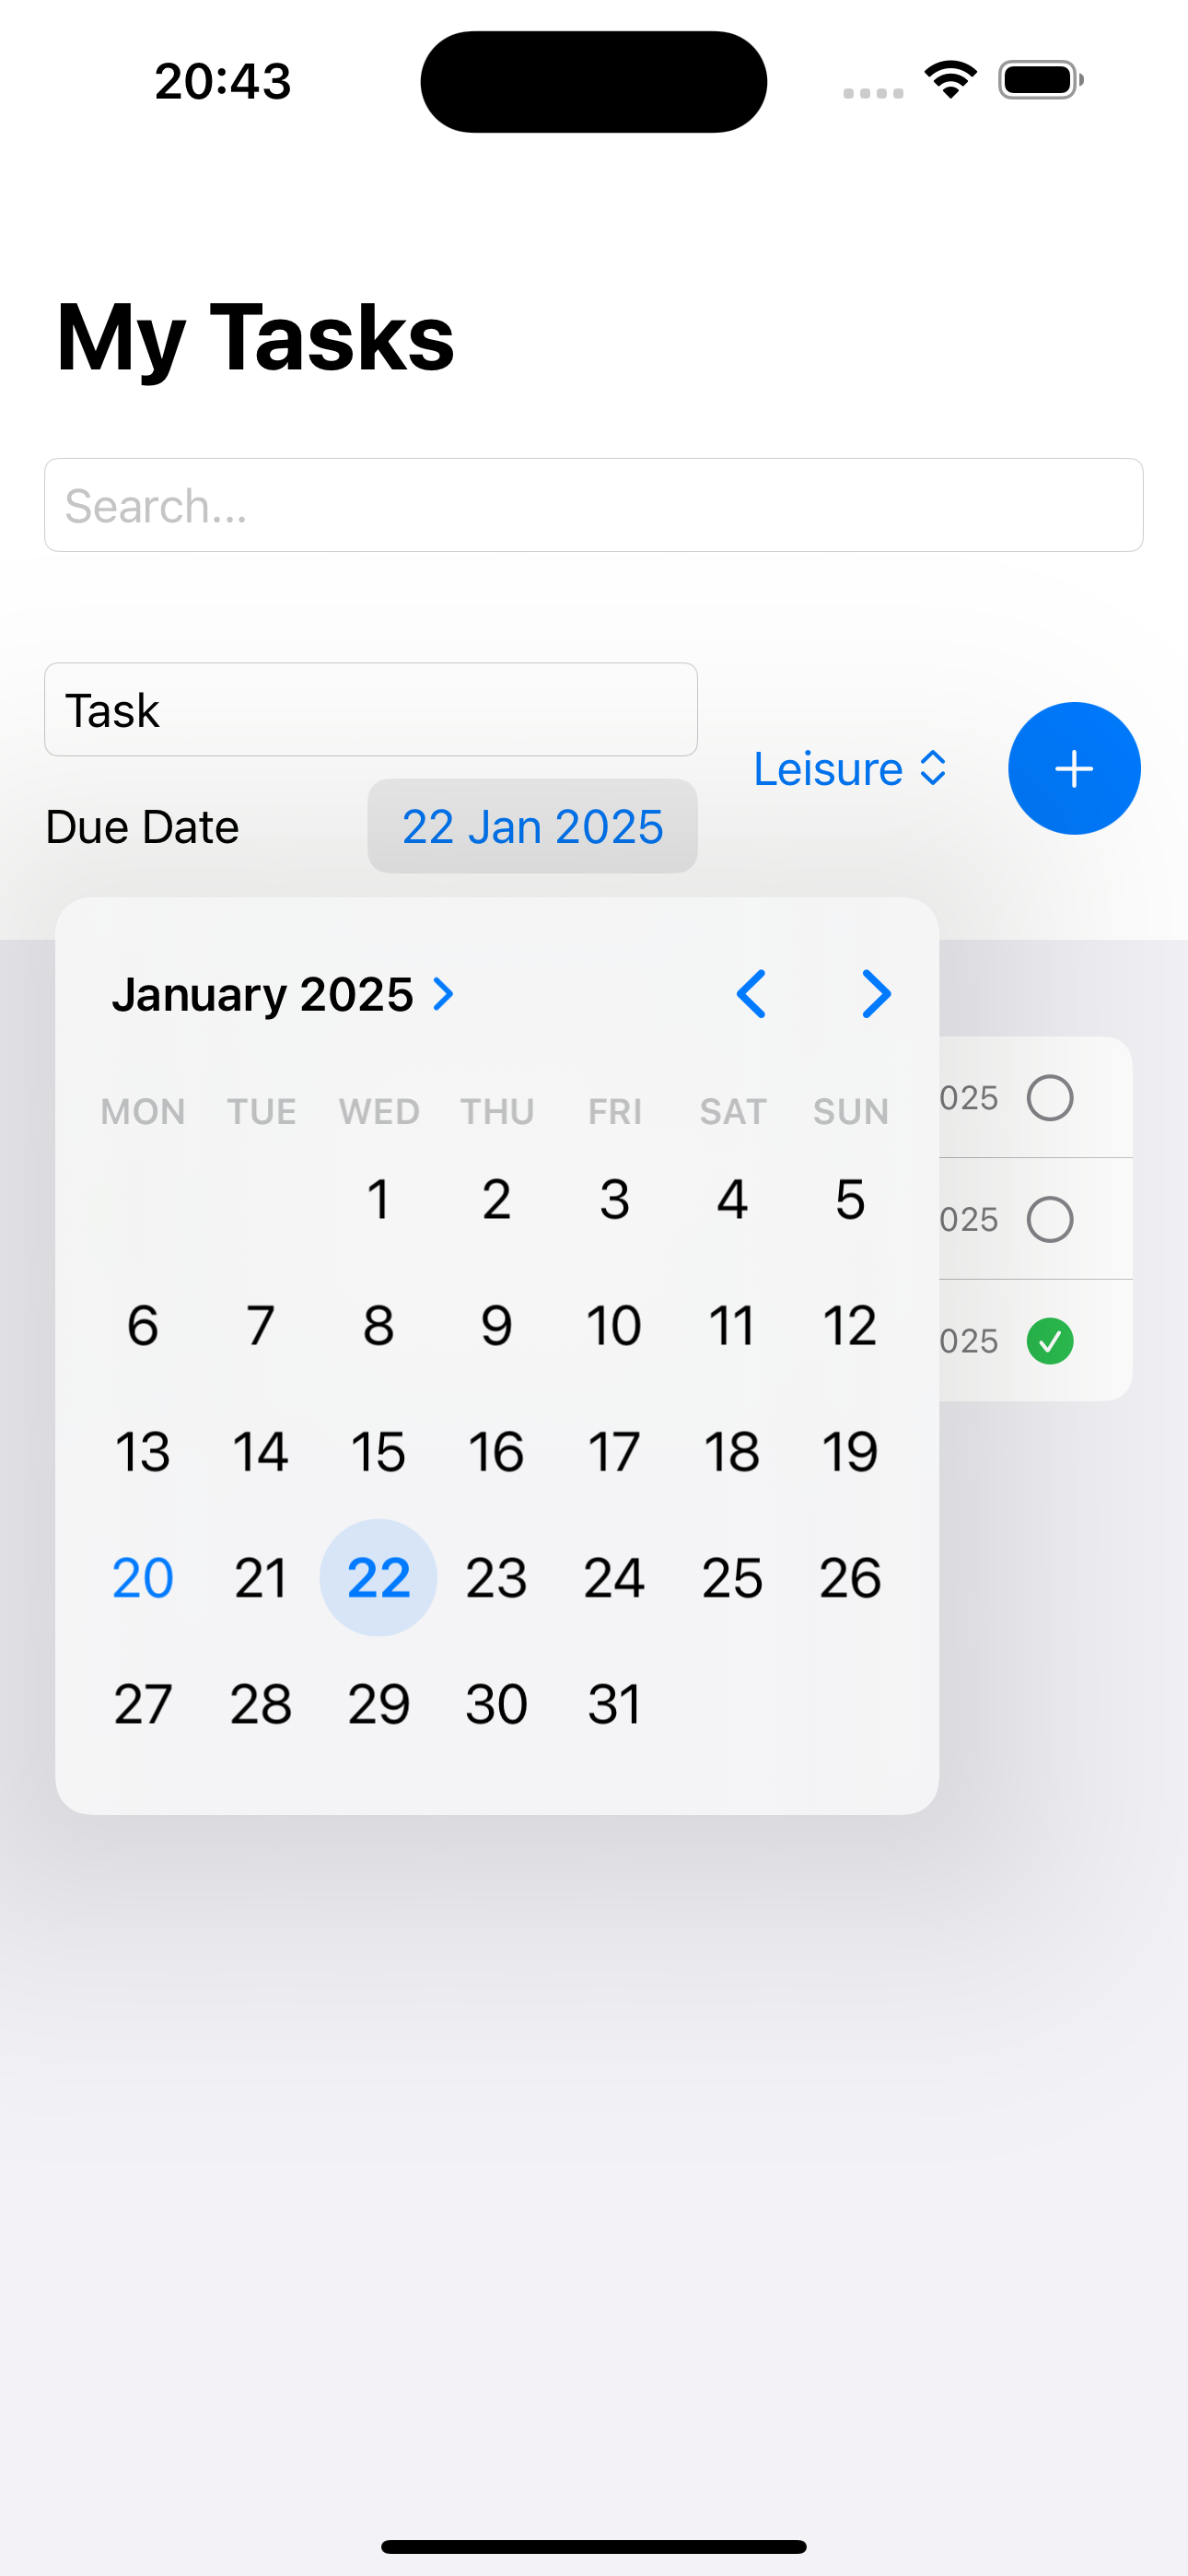 20:43
My Tasks
Search...
Task
Leisure
Due Date 22 Jan 2025
January 2025
MON TUE WED THU FRI SAT SUN
1 2 3 4 5
6 7 8 9 10 11 12
13 14 15 16 17 18 19
20 21 22 23 24 25 26
27 28 29 30 31
025
025
025